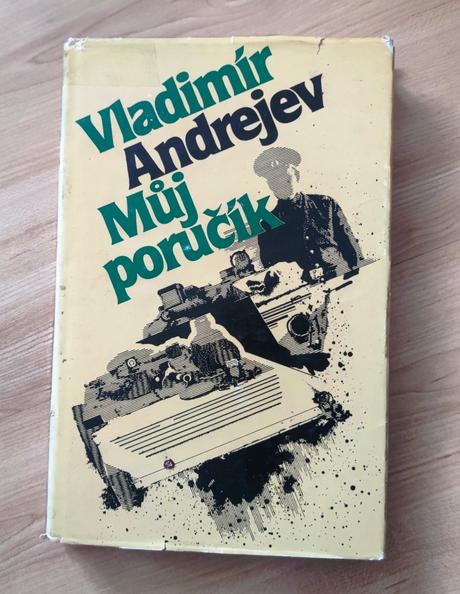 Vladimír
Andrejev
Můj
poručík